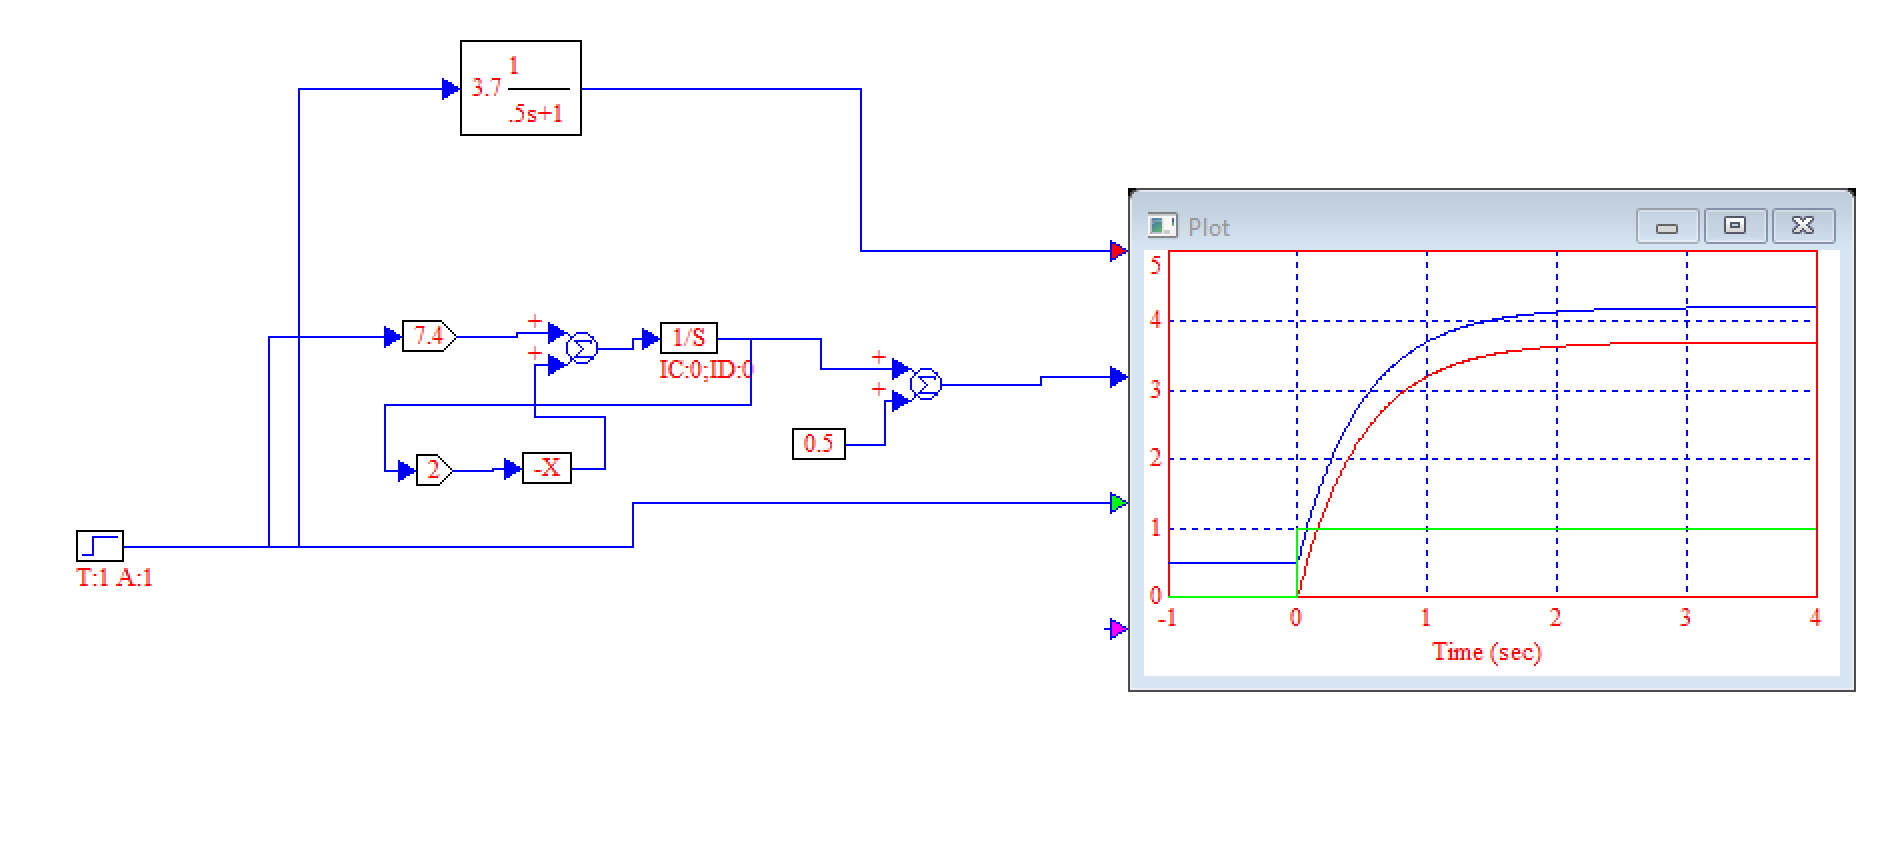 3.7 1
.5s+1
7.4
+
+
Σ
1/S
IC:0;ID:0
2
-X
+
+
Σ
0.5
T:1 A:1
Plot
5
4
3
2
1
0
-1 0 1 2 3 4
Time (sec)